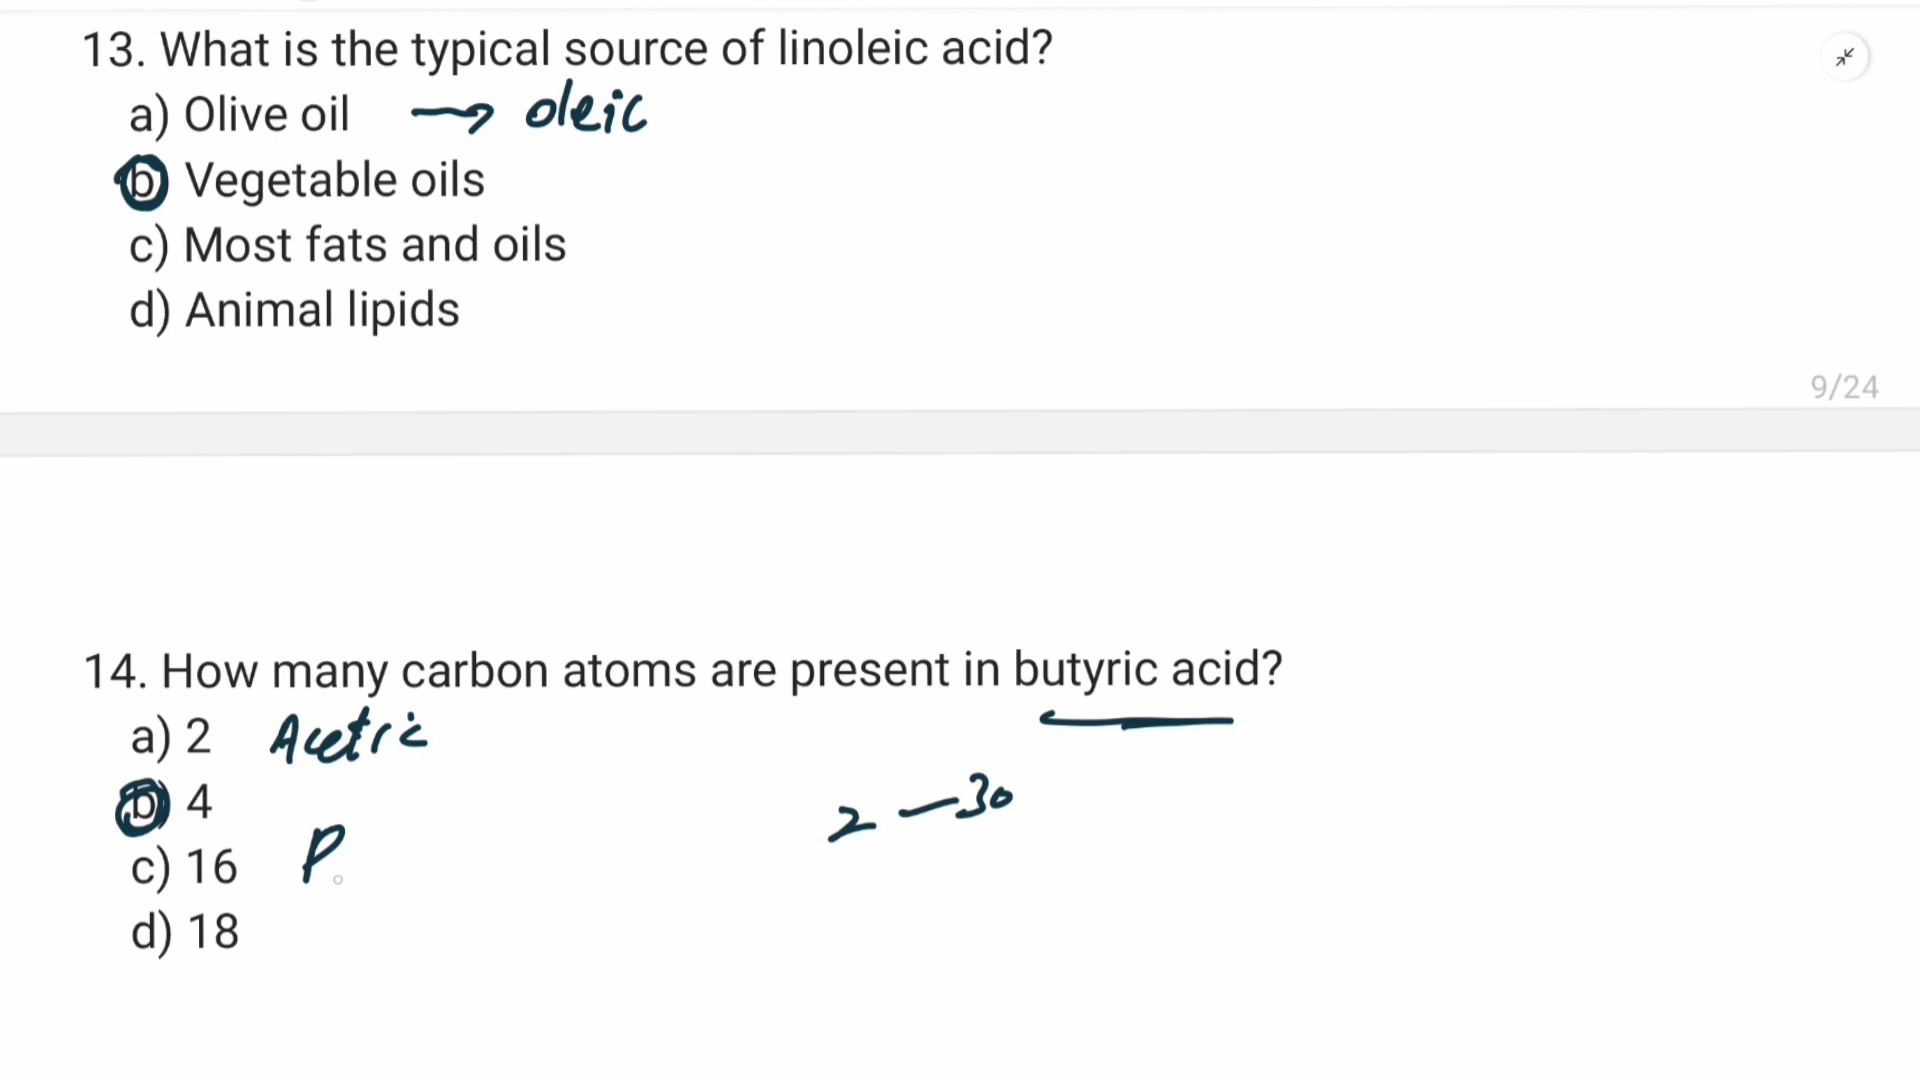 13. What is the typical source of linoleic acid?
a) Olive oil → oleic
b) Vegetable oils
c) Most fats and oils
d) Animal lipids
9/24
14. How many carbon atoms are present in butyric acid?
a) 2 Acetric
b) 4
2 – 30
c) 16 P
d) 18